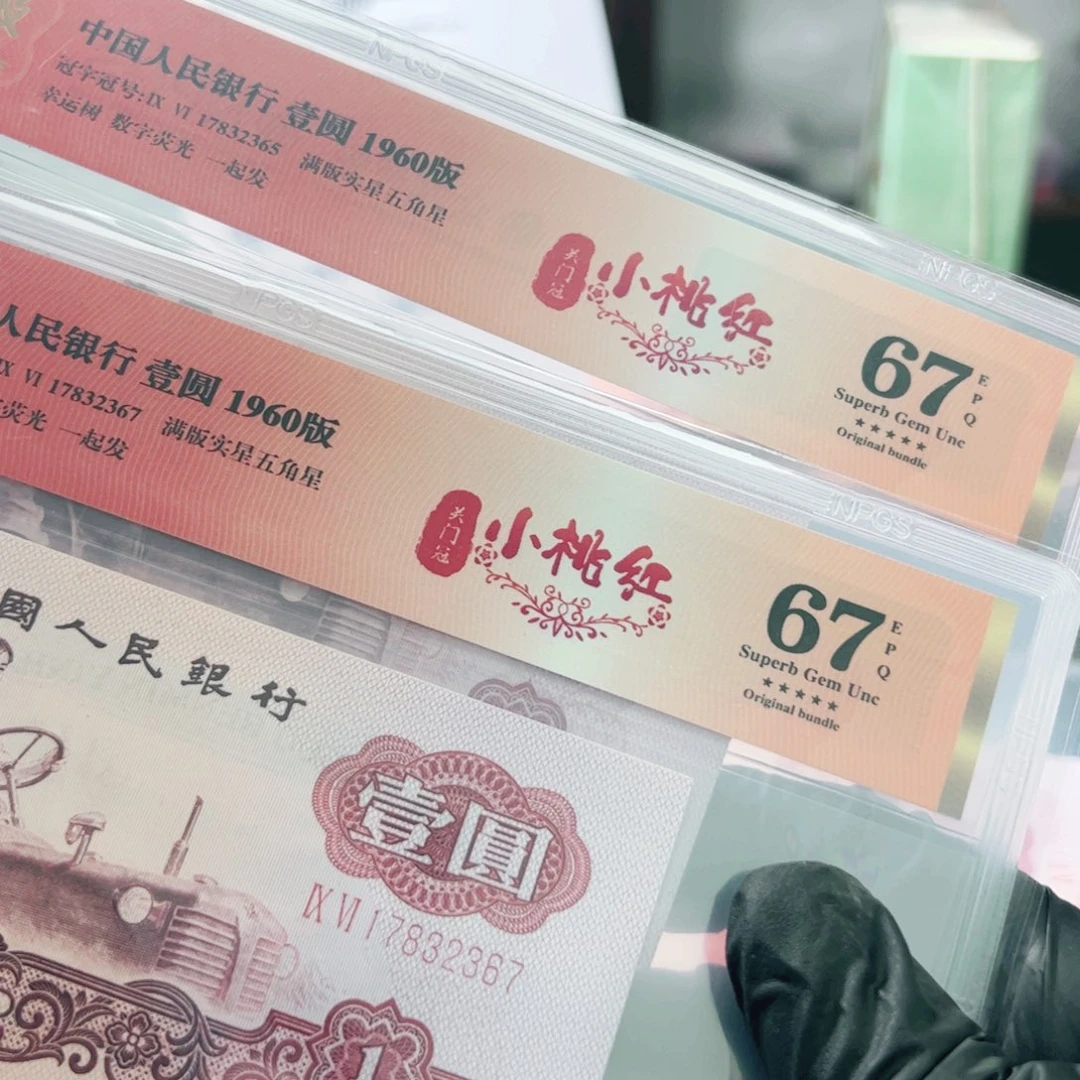 NPGS
中国人民银行 壹圆 1960版
冠字冠号:IX VI 17832365 满版实星五角星
幸运树 数字荧光 一起发
关门冠
小桃红
67
EPQ
Superb Gem Unc
★★★★★
Original bundle
NPGS
NPGS
人民银行 壹圆 1960版
IX VI 17832367 满版实星五角星
荧光 一起发
关门冠
小桃红
67
EPQ
Superb Gem Unc
★★★★★
Original bundle
NPGS
國人民銀行
壹圓
IX VI 17832367
1